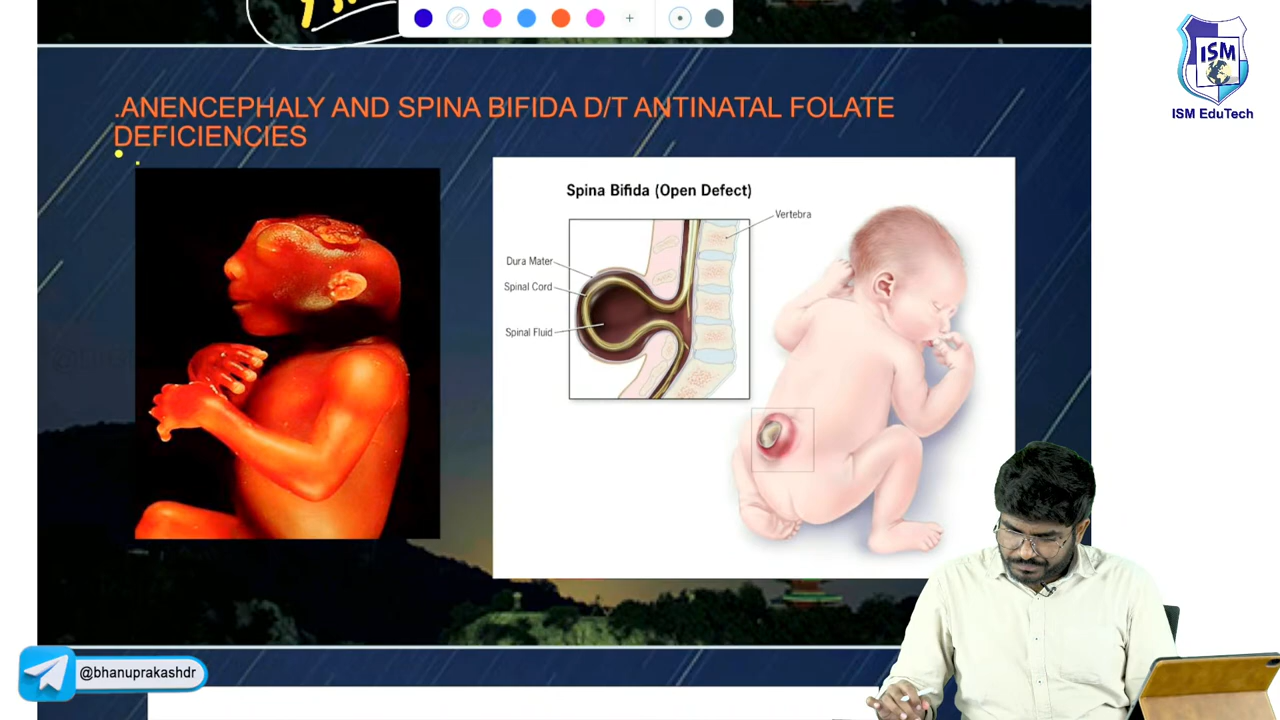 ISM
ISM EduTech
.ANENCEPHALY AND SPINA BIFIDA D/T ANTINATAL FOLATE
DEFICIENCIES
Spina Bifida (Open Defect)
Vertebra
Dura Mater
Spinal Cord
Spinal Fluid
@bhanuprakashdr